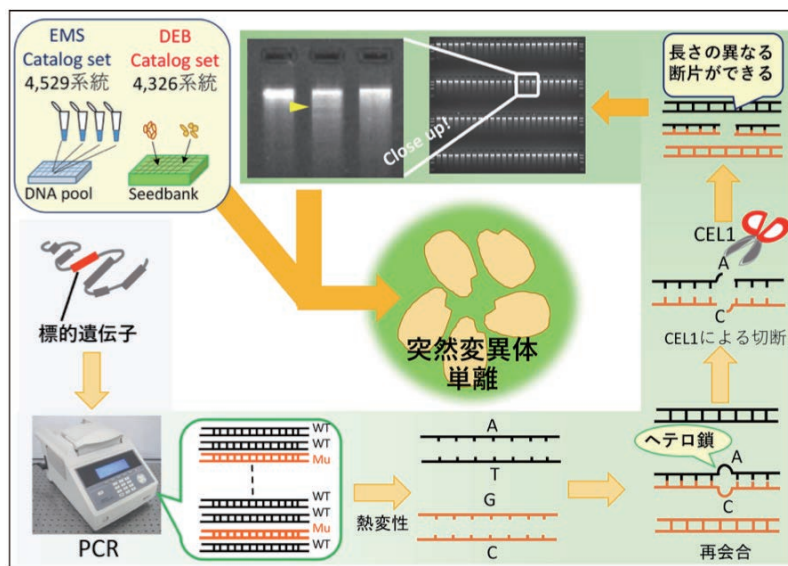 EMS
Catalog set
4,529系統
DEB
Catalog set
4,326系統
DNA pool
Seedbank
Close up!
長さの異なる
断片ができる
標的遺伝子
突然変異体
単離
CEL1
A
C
CEL1による切断
PCR
WT
WT
Mu
WT
WT
Mu
WT
熱変性
A
T
G
C
ヘテロ鎖
A
C
再会合